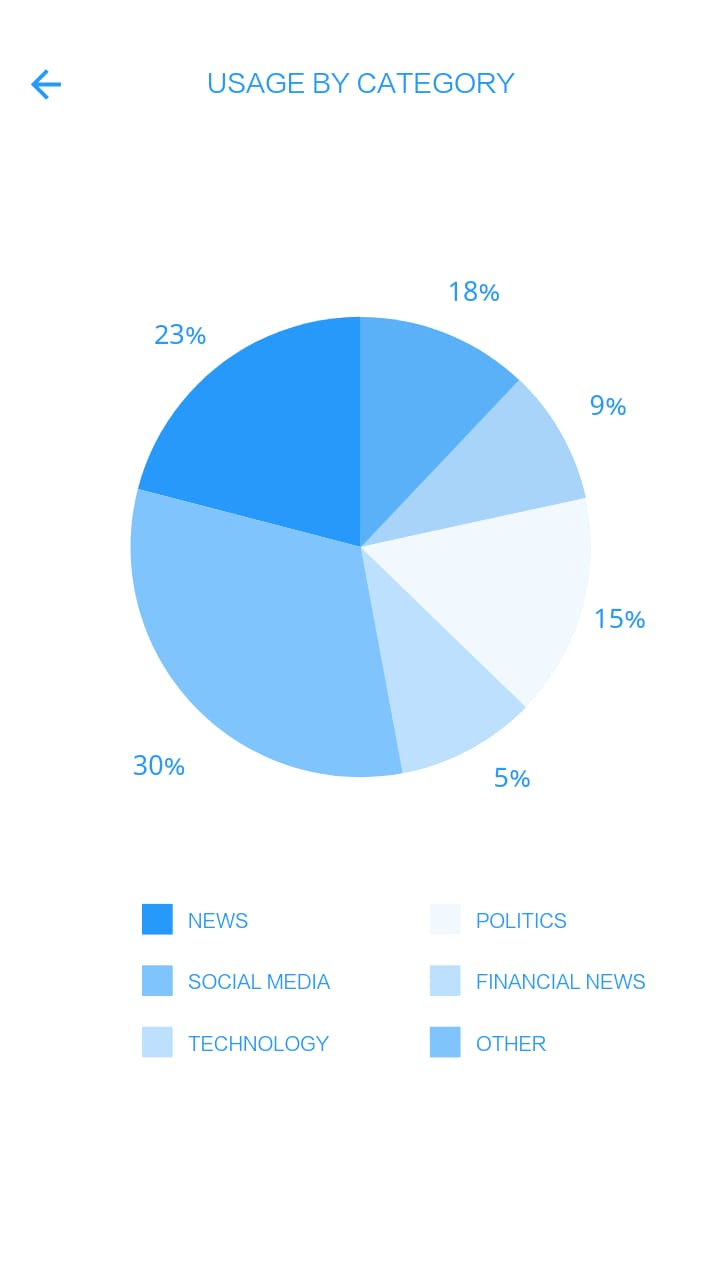 USAGE BY CATEGORY
18%
23%
9%
15%
30%
5%
NEWS
POLITICS
SOCIAL MEDIA
FINANCIAL NEWS
TECHNOLOGY
OTHER